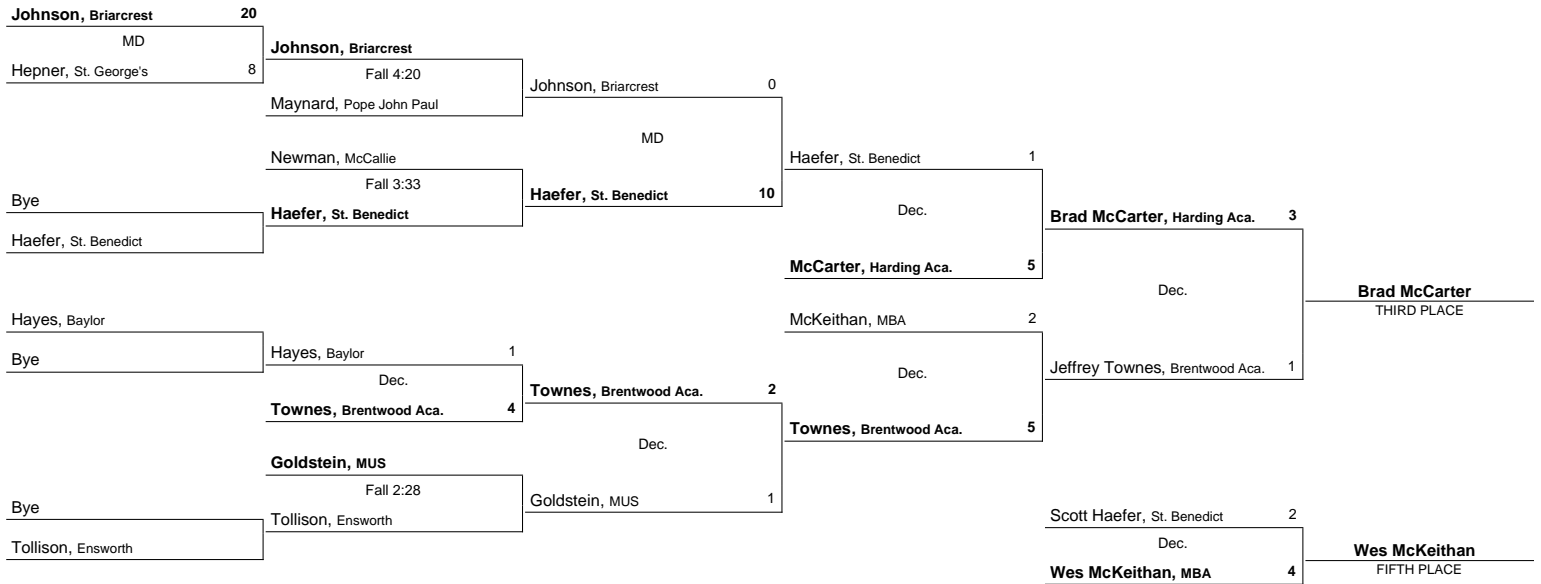 Johnson, Briarcrest 20
MD
Hepner, St. George's 8
Bye
Haefer, St. Benedict
Hayes, Baylor
Bye
Bye
Tollison, Ensworth
Johnson, Briarcrest
Fall 4:20
Maynard, Pope John Paul
Newman, McCallie
Fall 3:33
Haefer, St. Benedict
Hayes, Baylor 1
Dec.
Townes, Brentwood Aca. 4
Goldstein, MUS
Fall 2:28
Tollison, Ensworth
Johnson, Briarcrest 0
MD
Haefer, St. Benedict 10
Townes, Brentwood Aca. 2
Dec.
Goldstein, MUS 1
Haefer, St. Benedict 1
Dec.
McCarter, Harding Aca. 5
McKeithan, MBA 2
Dec.
Townes, Brentwood Aca. 5
Brad McCarter, Harding Aca. 3
Dec.
Jeffrey Townes, Brentwood Aca. 1
Brad McCarter
THIRD PLACE
Scott Haefer, St. Benedict 2
Dec.
Wes McKeithan, MBA 4
Wes McKeithan
FIFTH PLACE